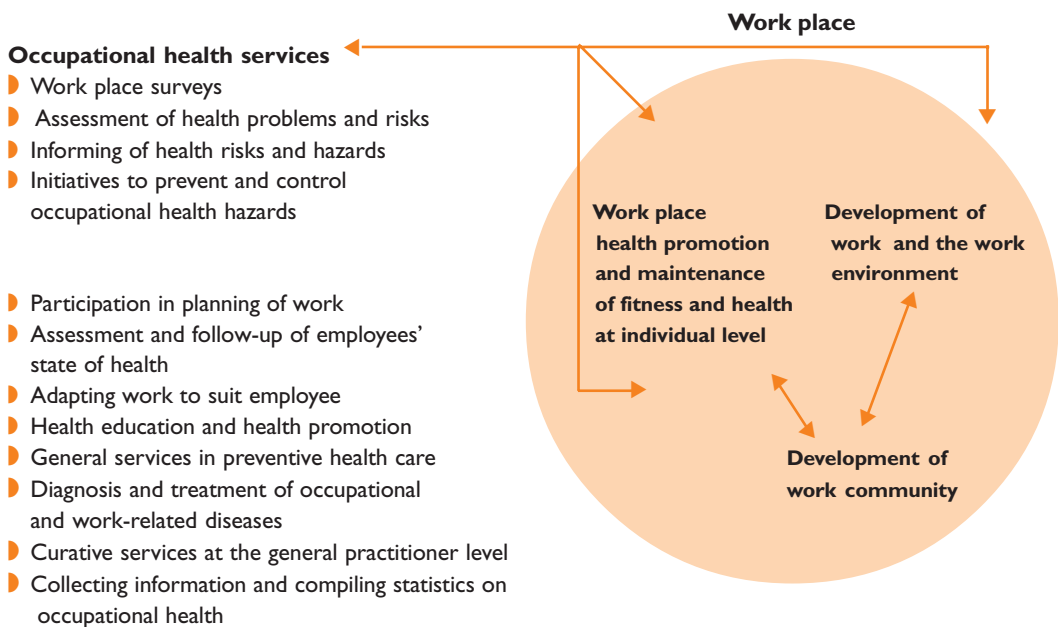 Work place
Occupational health services
Work place surveys
Assessment of health problems and risks
Informing of health risks and hazards
Initiatives to prevent and control
occupational health hazards
Participation in planning of work
Assessment and follow-up of employees’
state of health
Adapting work to suit employee
Health education and health promotion
General services in preventive health care
Diagnosis and treatment of occupational
and work-related diseases
Curative services at the general practitioner level
Collecting information and compiling statistics on
occupational health
Work place
health promotion
and maintenance
of fitness and health
at individual level
Development of
work and the work
environment
Development of
work community